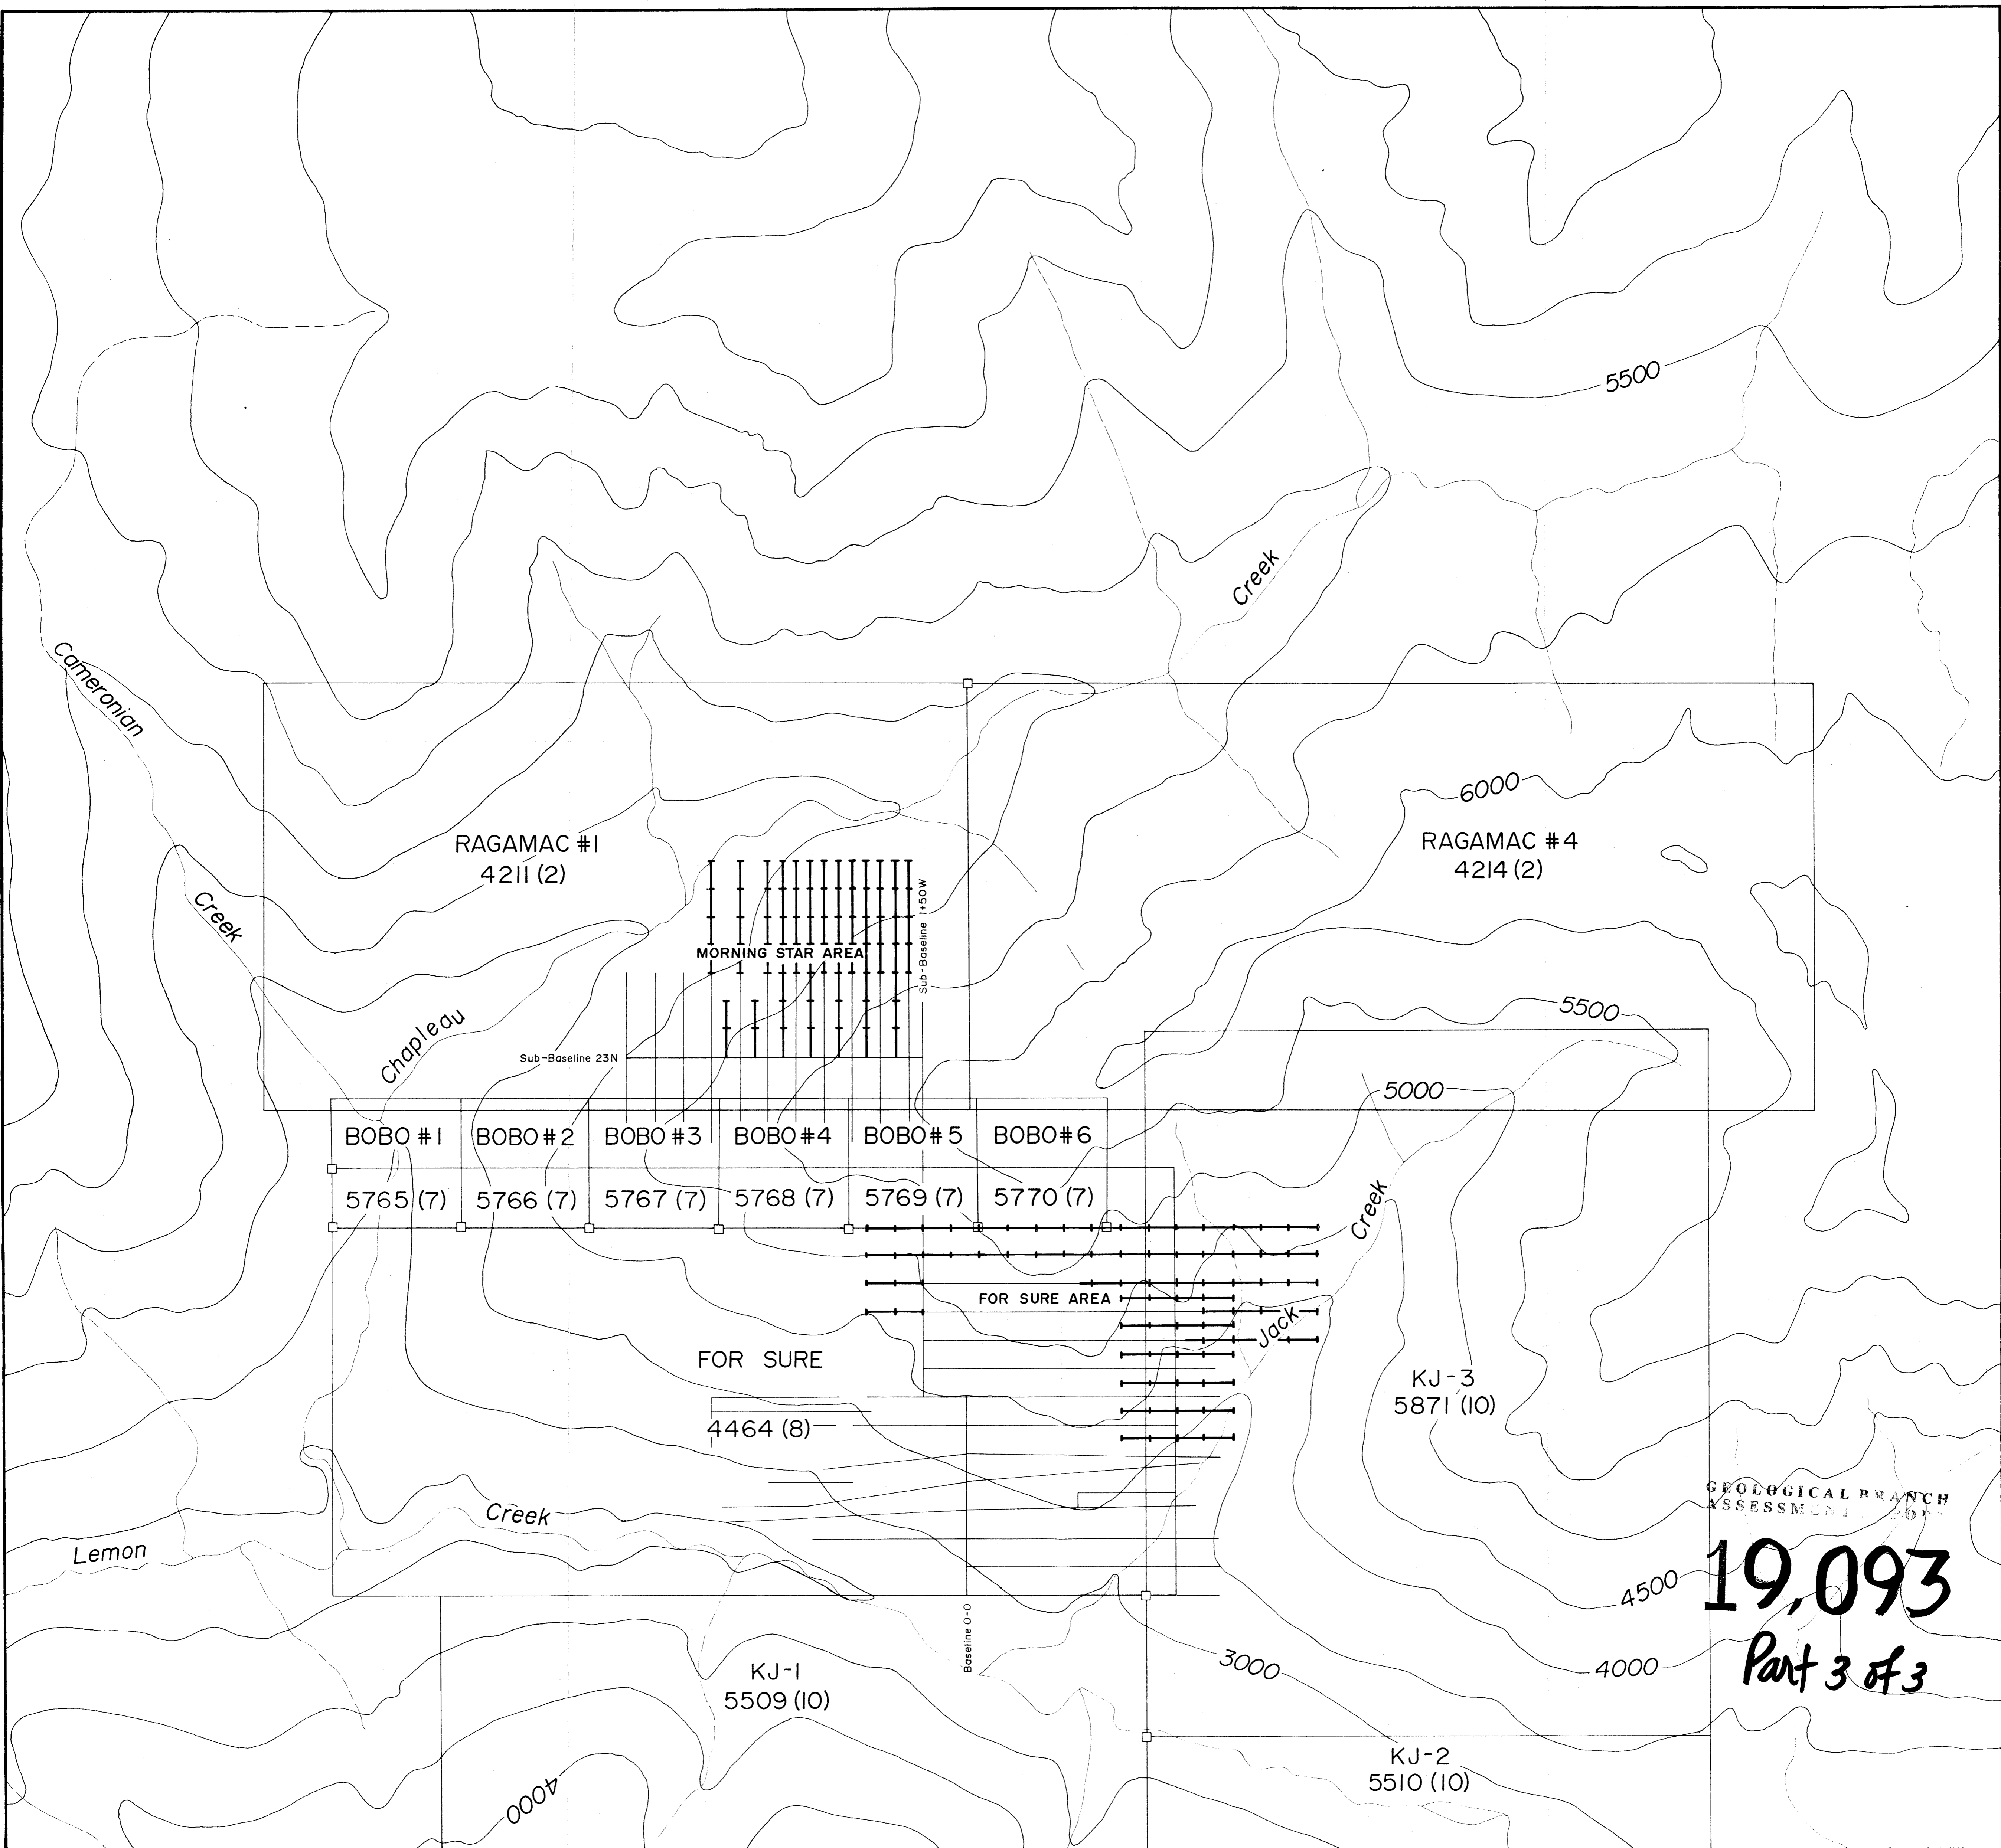 5500
Creek
Cameronian
Creek
6000
RAGAMAC #1
4211 (2)
RAGAMAC #4
4214 (2)
Sub-Baseline 1+50W
MORNING STAR AREA
5500
Chapleau
Sub-Baseline 23N
5000
BOBO #1
BOBO #2
BOBO #3
BOBO #4
BOBO #5
BOBO #6
5765 (7)
5766 (7)
5767 (7)
5768 (7)
5769 (7)
5770 (7)
Creek
FOR SURE AREA
Jack
FOR SURE
4464 (8)
KJ-3
5871 (10)
GEOLOGICAL BRANCH
ASSESSMENT
19,093
Part 3 of 3
Creek
Lemon
4500
4000
3000
Baseline 0-0
KJ-1
5509 (10)
KJ-2
5510 (10)
4000